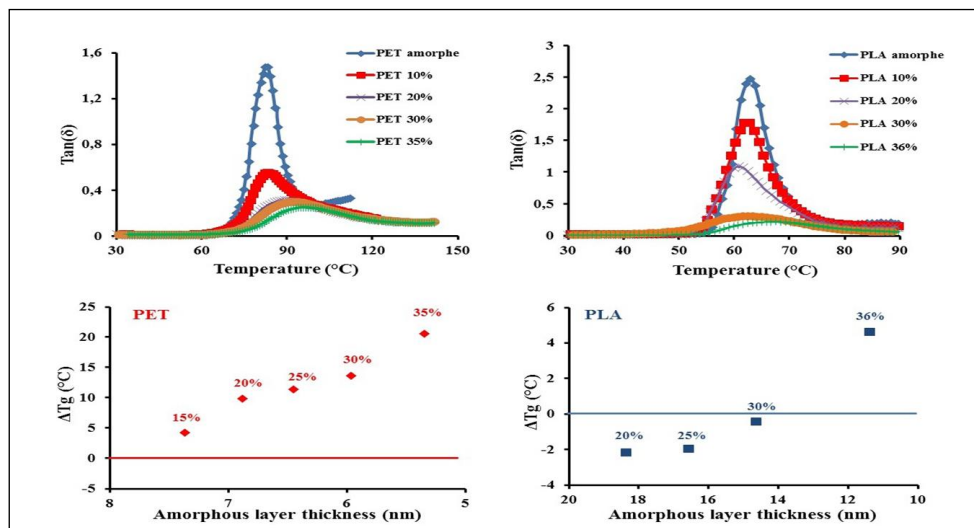 1,6
1,2
0,8
0,4
0
30
60
90
120
150
Tan(δ)
Temperature (°C)
PET amorphe
PET 10%
PET 20%
PET 30%
PET 35%
3
2,5
2
1,5
1
0,5
0
30
40
50
60
70
80
90
Tan(δ)
Temperature (°C)
PLA amorphe
PLA 10%
PLA 20%
PLA 30%
PLA 36%
25
20
15
10
5
0
-5
8
7
6
5
ΔTg (°C)
Amorphous layer thickness (nm)
PET
15%
20%
25%
30%
35%
6
4
2
0
-2
-4
20
18
16
14
12
10
ΔTg (°C)
Amorphous layer thickness (nm)
PLA
20%
25%
30%
36%